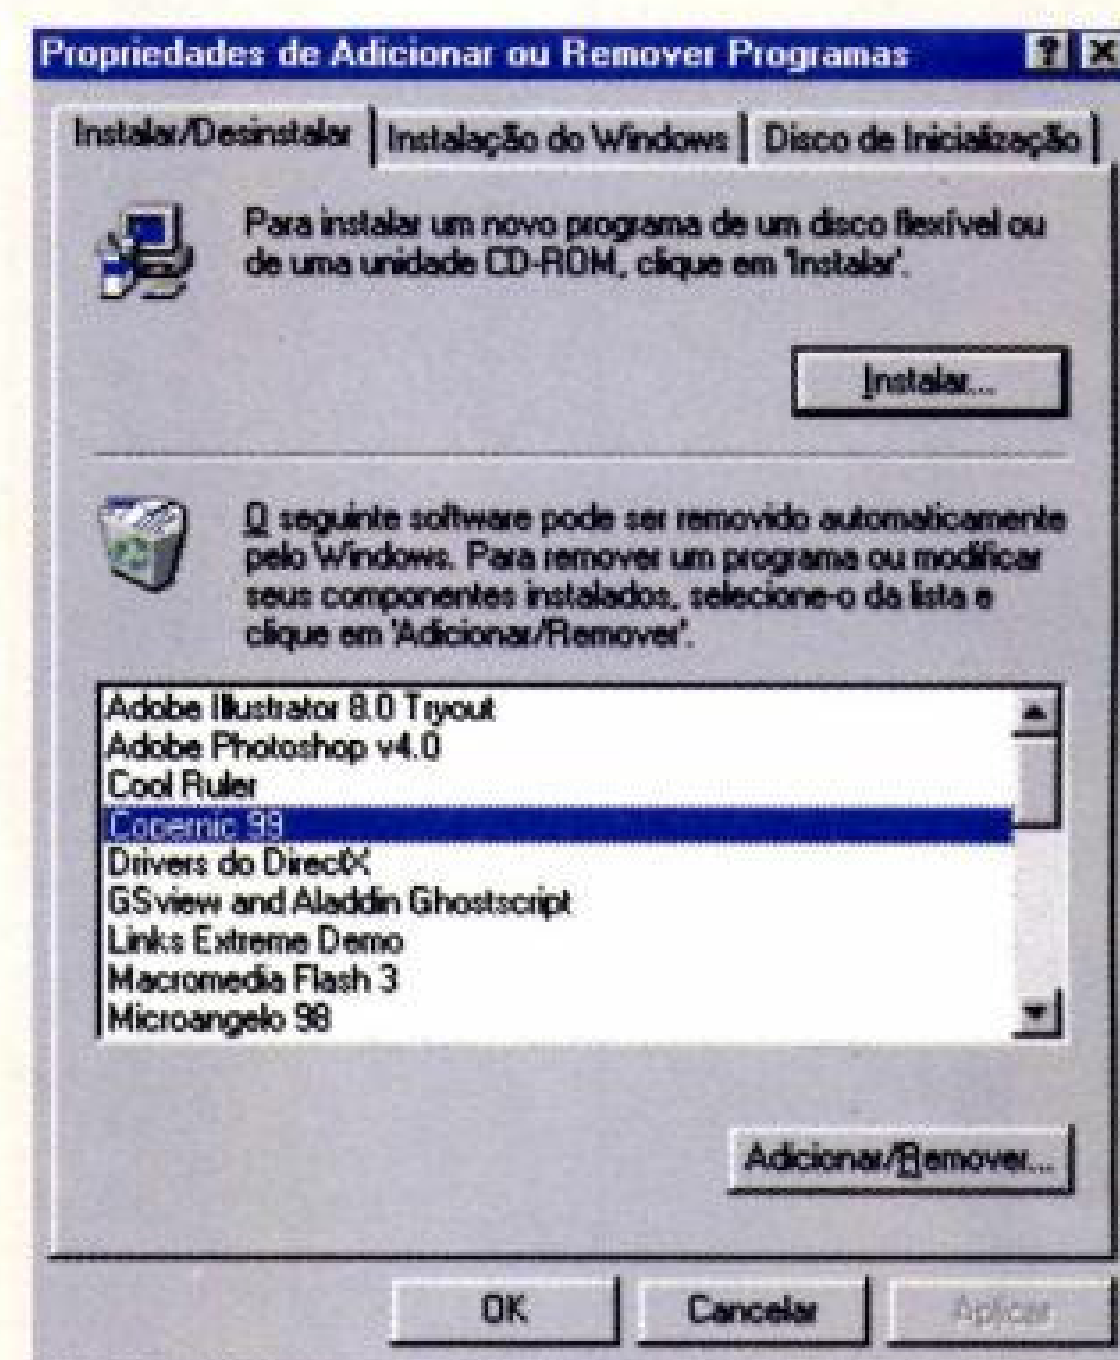 Propriedades de Adicionar ou Remover Programas
Instalar/Desinstalar
Instalação do Windows
Disco de Inicialização
Para instalar um novo programa de um disco flexível ou
de uma unidade CD-ROM, clique em 'Instalar'.
Instalar...
O seguinte software pode ser removido automaticamente
pelo Windows. Para remover um programa ou modificar
seus componentes instalados, selecione-o da lista e
clique em 'Adicionar/Remover'.
Adobe Illustrator 8.0 Tryout
Adobe Photoshop v4.0
Cool Ruler
Copernic 99
Drivers do DirectX
GSview and Aladdin Ghostscript
Links Extreme Demo
Macromedia Flash 3
Microangelo 98
Adicionar/Remover...
OK
Cancelar
Aplicar